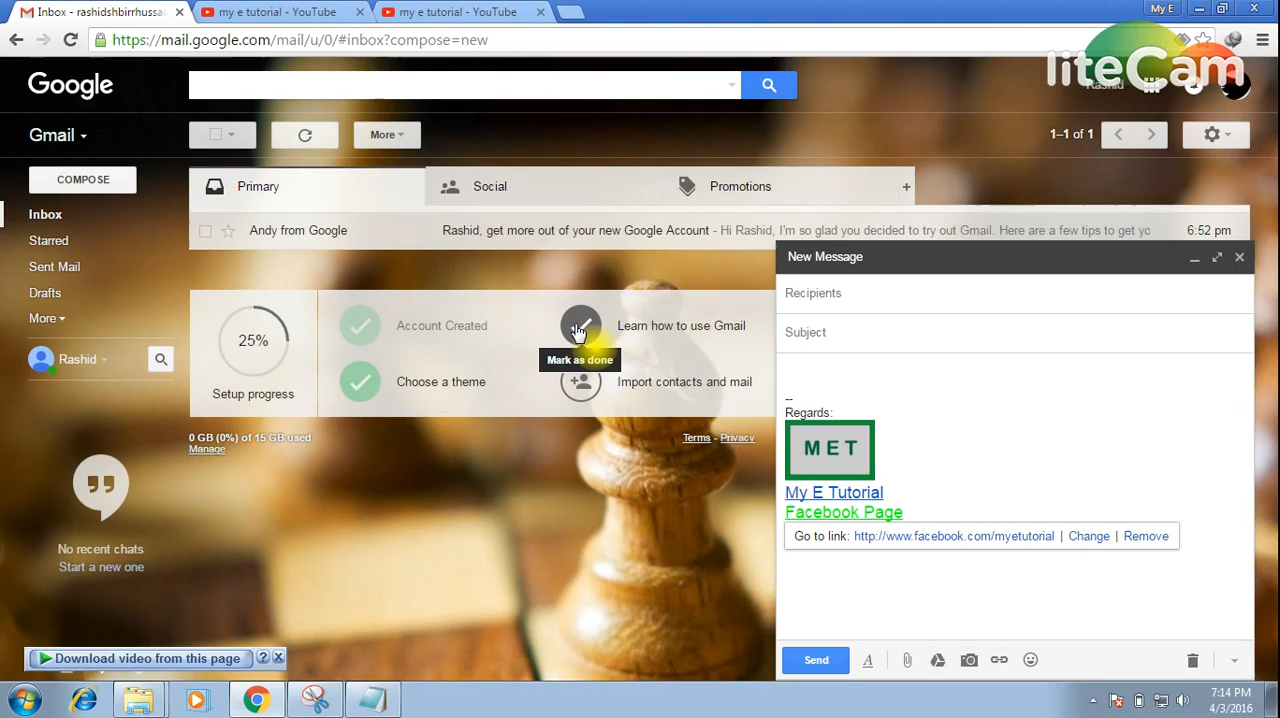 Inbox - rashidshbirrhussa
my e tutorial - YouTube
my e tutorial - YouTube
My E
https://mail.google.com/mail/u/0/#inbox?compose=new
liteCam
Google
Rashid
Gmail
More
1–1 of 1
COMPOSE
Primary
Social
Promotions
+
Inbox
Starred
Sent Mail
Drafts
More
Rashid
Andy from Google
Rashid, get more out of your new Google Account - Hi Rashid, I'm so glad you decided to try out Gmail. Here are a few tips to get yo
6:52 pm
25%
Setup progress
Account Created
Learn how to use Gmail
Mark as done
Choose a theme
Import contacts and mail
0 GB (0%) of 15 GB used
Manage
Terms - Privacy
No recent chats
Start a new one
New Message
Recipients
Subject
--
Regards:
M E T
My E Tutorial
Facebook Page
Go to link: http://www.facebook.com/myetutorial | Change | Remove
Send
Download video from this page
?
7:14 PM
4/3/2016